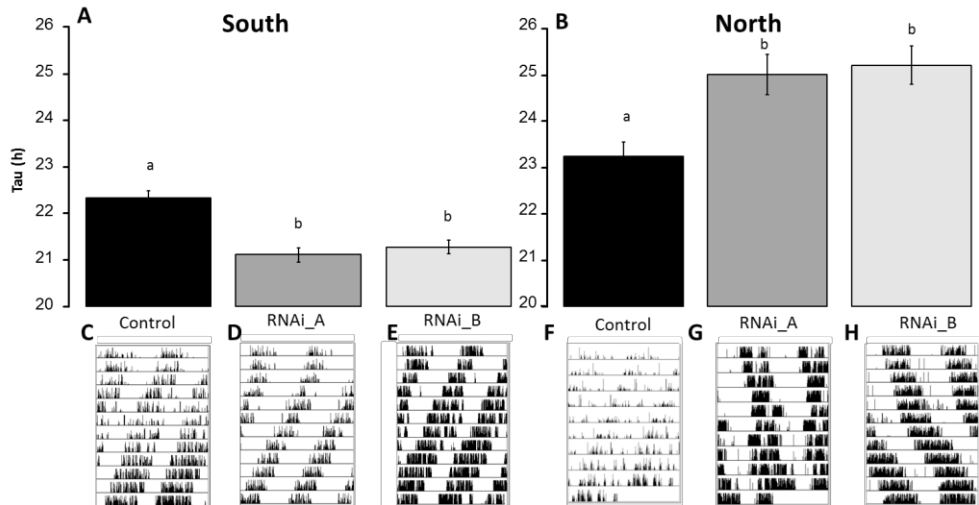 A
South
26
25
24
23
22
21
20
Tau (h)
a
b
b
Control
RNAi_A
RNAi_B
B
North
26
25
24
23
22
21
20
a
b
b
Control
RNAi_A
RNAi_B
C
D
E
F
G
H